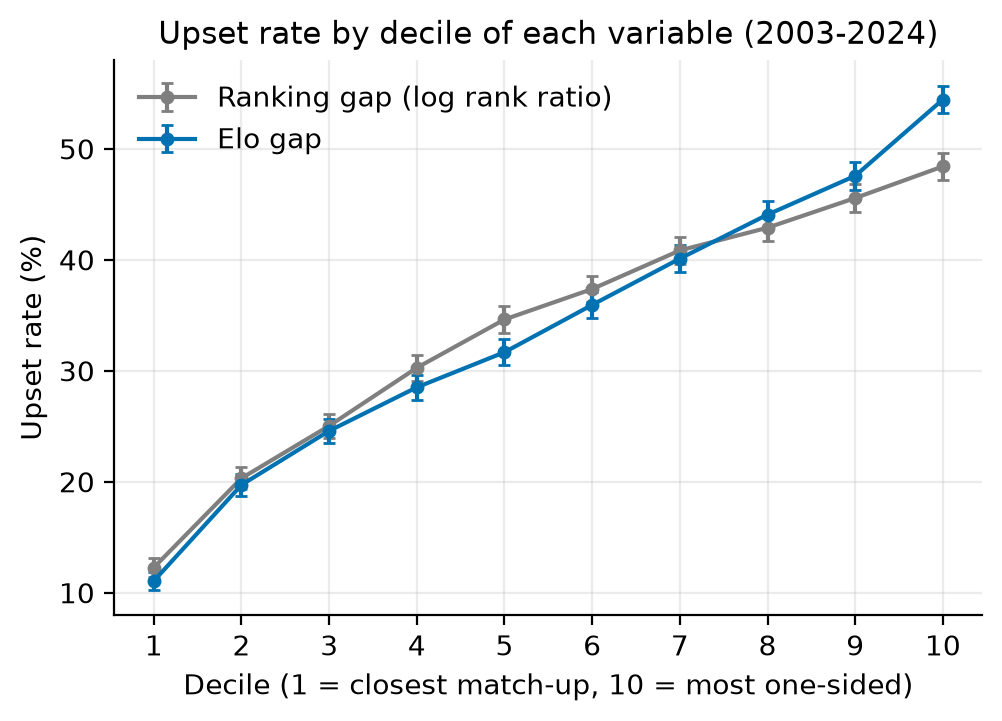 Upset rate by decile of each variable (2003-2024)
Ranking gap (log rank ratio)
Elo gap
Upset rate (%)
50
40
30
20
10
1 2 3 4 5 6 7 8 9 10
Decile (1 = closest match-up, 10 = most one-sided)